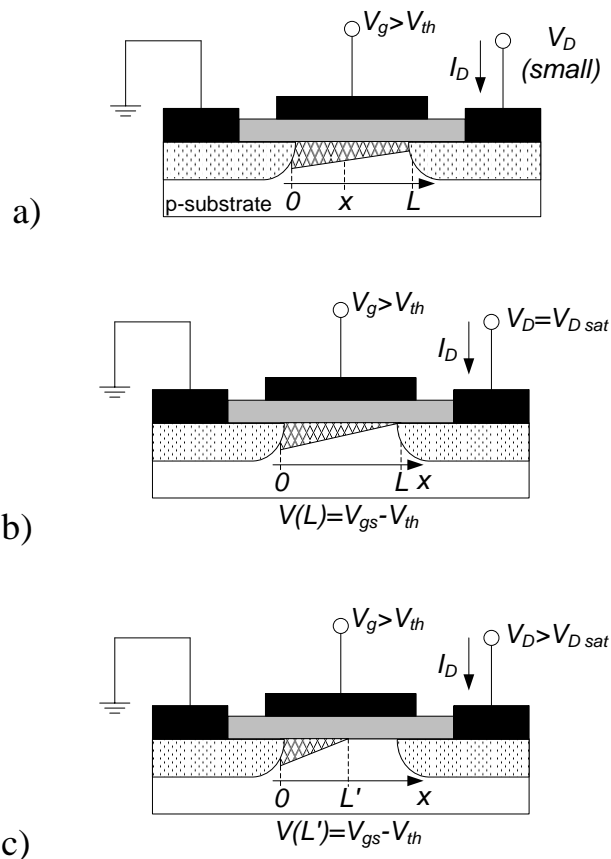 V_g>V_th
I_D
V_D
(small)
p-substrate 0 x L
a)
V_g>V_th
I_D
V_D=V_D sat
0 L x
V(L)=V_gs-V_th
b)
V_g>V_th
I_D
V_D>V_D sat
0 L' x
V(L')=V_gs-V_th
c)